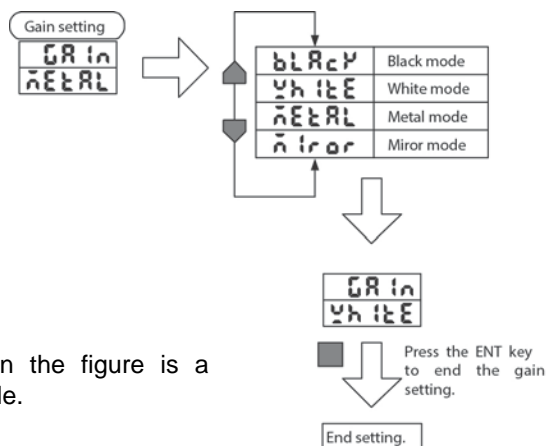 Gain setting
GAIn
mEtAL
bLAcK Black mode
WhItE White mode
mEtAL Metal mode
mIror Miror mode
GAIn
WhItE
n the figure is a
le.
Press the ENT key
to end the gain
setting.
End setting.